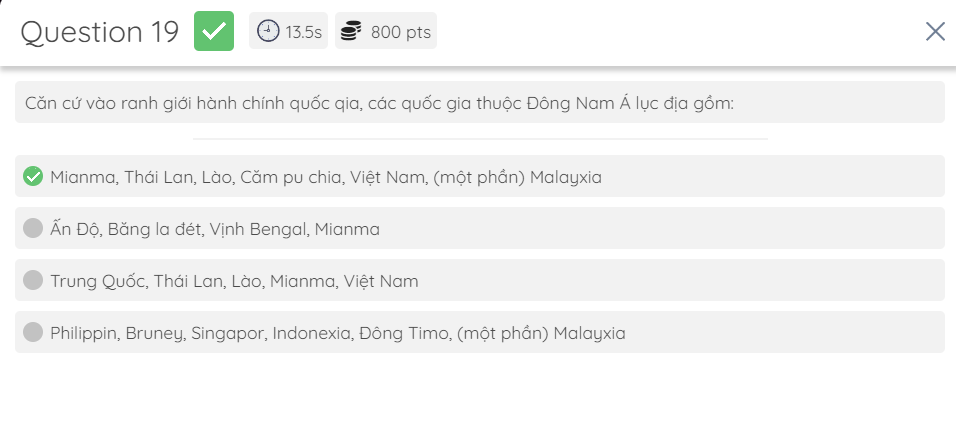 Question 19 13.5s 800 pts
Căn cứ vào ranh giới hành chính quốc qia, các quốc gia thuộc Đông Nam Á lục địa gồm:
Mianma, Thái Lan, Lào, Căm pu chia, Việt Nam, (một phần) Malayxia
Ấn Độ, Băng la đét, Vịnh Bengal, Mianma
Trung Quốc, Thái Lan, Lào, Mianma, Việt Nam
Philippin, Bruney, Singapor, Indonexia, Đông Timo, (một phần) Malayxia